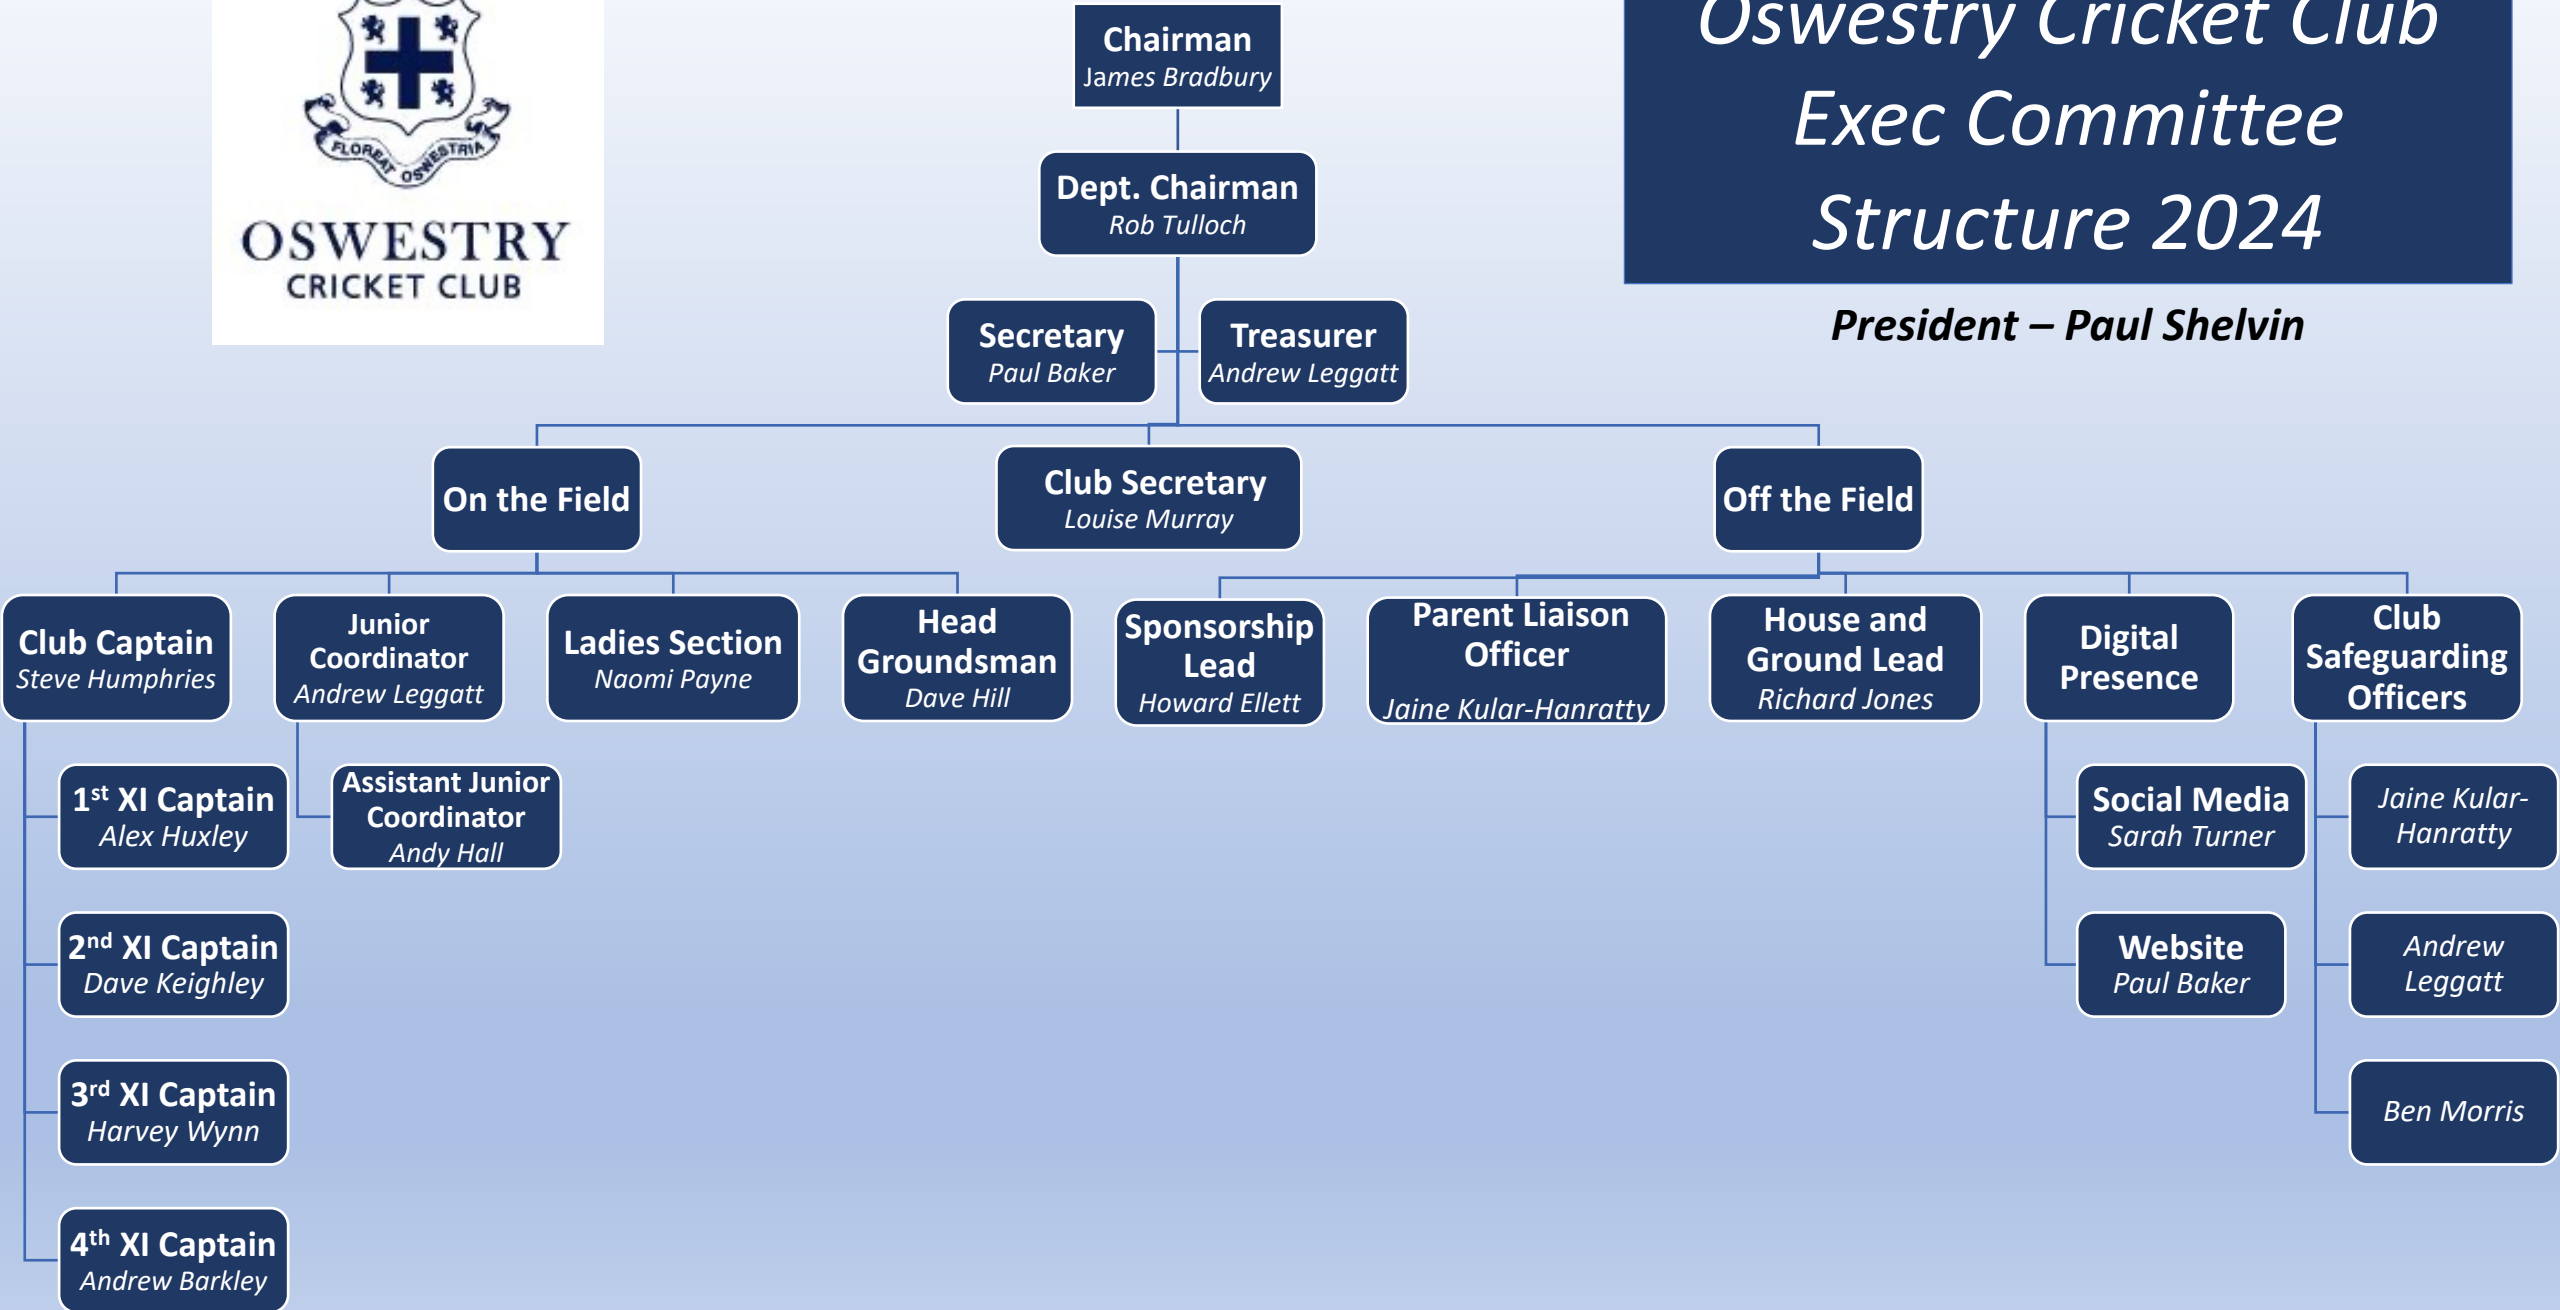 FLOREAT OSWESTRIA
OSWESTRY
CRICKET CLUB
Oswestry Cricket Club
Exec Committee
Structure 2024
President – Paul Shelvin
Chairman
James Bradbury
Dept. Chairman
Rob Tulloch
Secretary
Paul Baker
Treasurer
Andrew Leggatt
On the Field
Club Secretary
Louise Murray
Off the Field
Club Captain
Steve Humphries
Junior
Coordinator
Andrew Leggatt
Ladies Section
Naomi Payne
Head
Groundsman
Dave Hill
Sponsorship
Lead
Howard Ellett
Parent Liaison
Officer
Jaine Kular-Hanratty
House and
Ground Lead
Richard Jones
Digital
Presence
Club
Safeguarding
Officers
1st XI Captain
Alex Huxley
Assistant Junior
Coordinator
Andy Hall
Social Media
Sarah Turner
Jaine Kular-
Hanratty
2nd XI Captain
Dave Keighley
Website
Paul Baker
Andrew
Leggatt
3rd XI Captain
Harvey Wynn
Ben Morris
4th XI Captain
Andrew Barkley